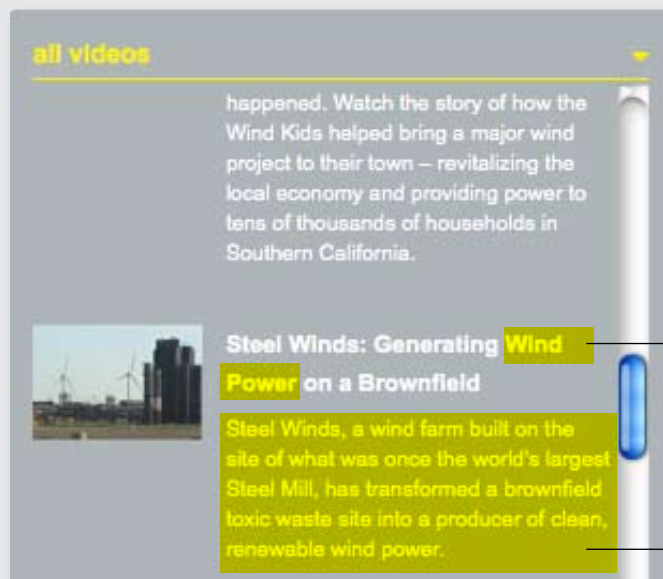 all videos
happened. Watch the story of how the
Wind Kids helped bring a major wind
project to their town – revitalizing the
local economy and providing power to
tens of thousands of households in
Southern California.
Steel Winds: Generating Wind
Power on a Brownfield
Steel Winds, a wind farm built on the
site of what was once the world's largest
Steel Mill, has transformed a brownfield
toxic waste site into a producer of clean,
renewable wind power.